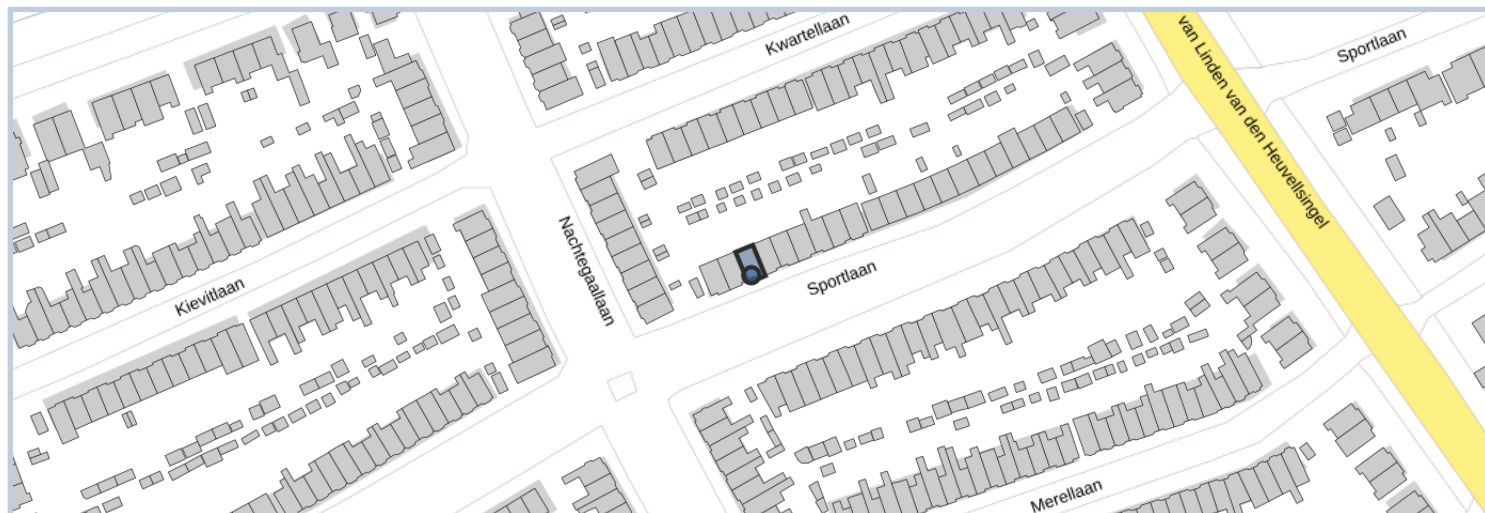 Kwartellaan
Sportlaan
van Linden van den Heuvellsingel
Nachtegaallaan
Sportlaan
Kievitlaan
Merellaan